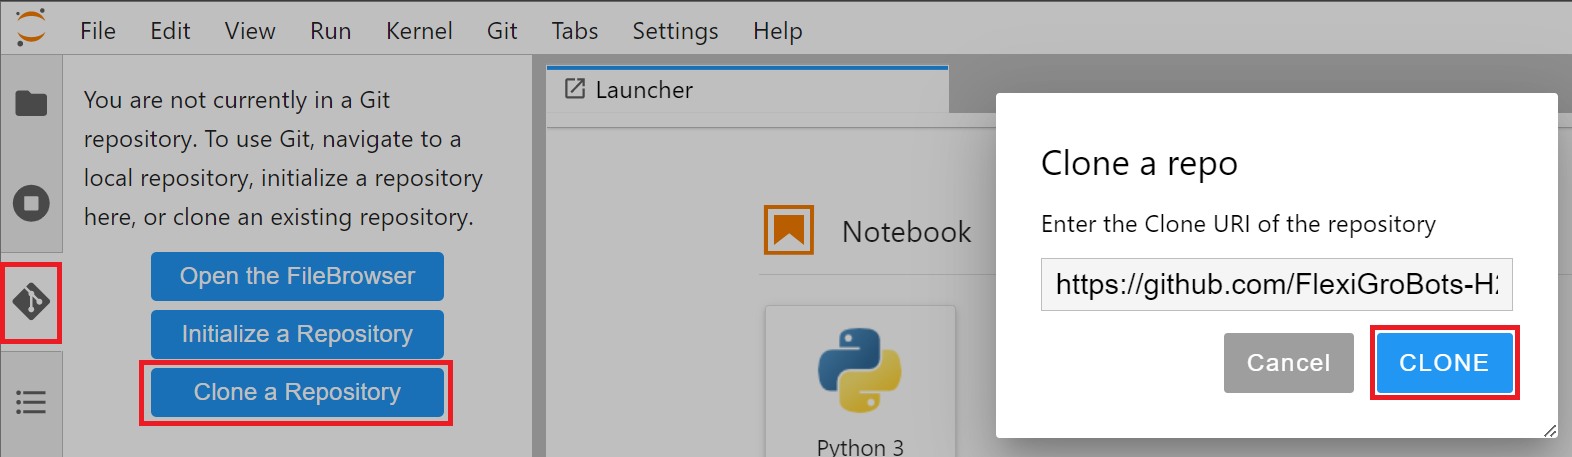 File Edit View Run Kernel Git Tabs Settings Help
You are not currently in a Git
repository. To use Git, navigate to a
local repository, initialize a repository
here, or clone an existing repository.
Open the FileBrowser
Initialize a Repository
Clone a Repository
Launcher
Notebook
Python 3
Clone a repo
Enter the Clone URI of the repository
https://github.com/FlexiGroBots-H2
Cancel
CLONE